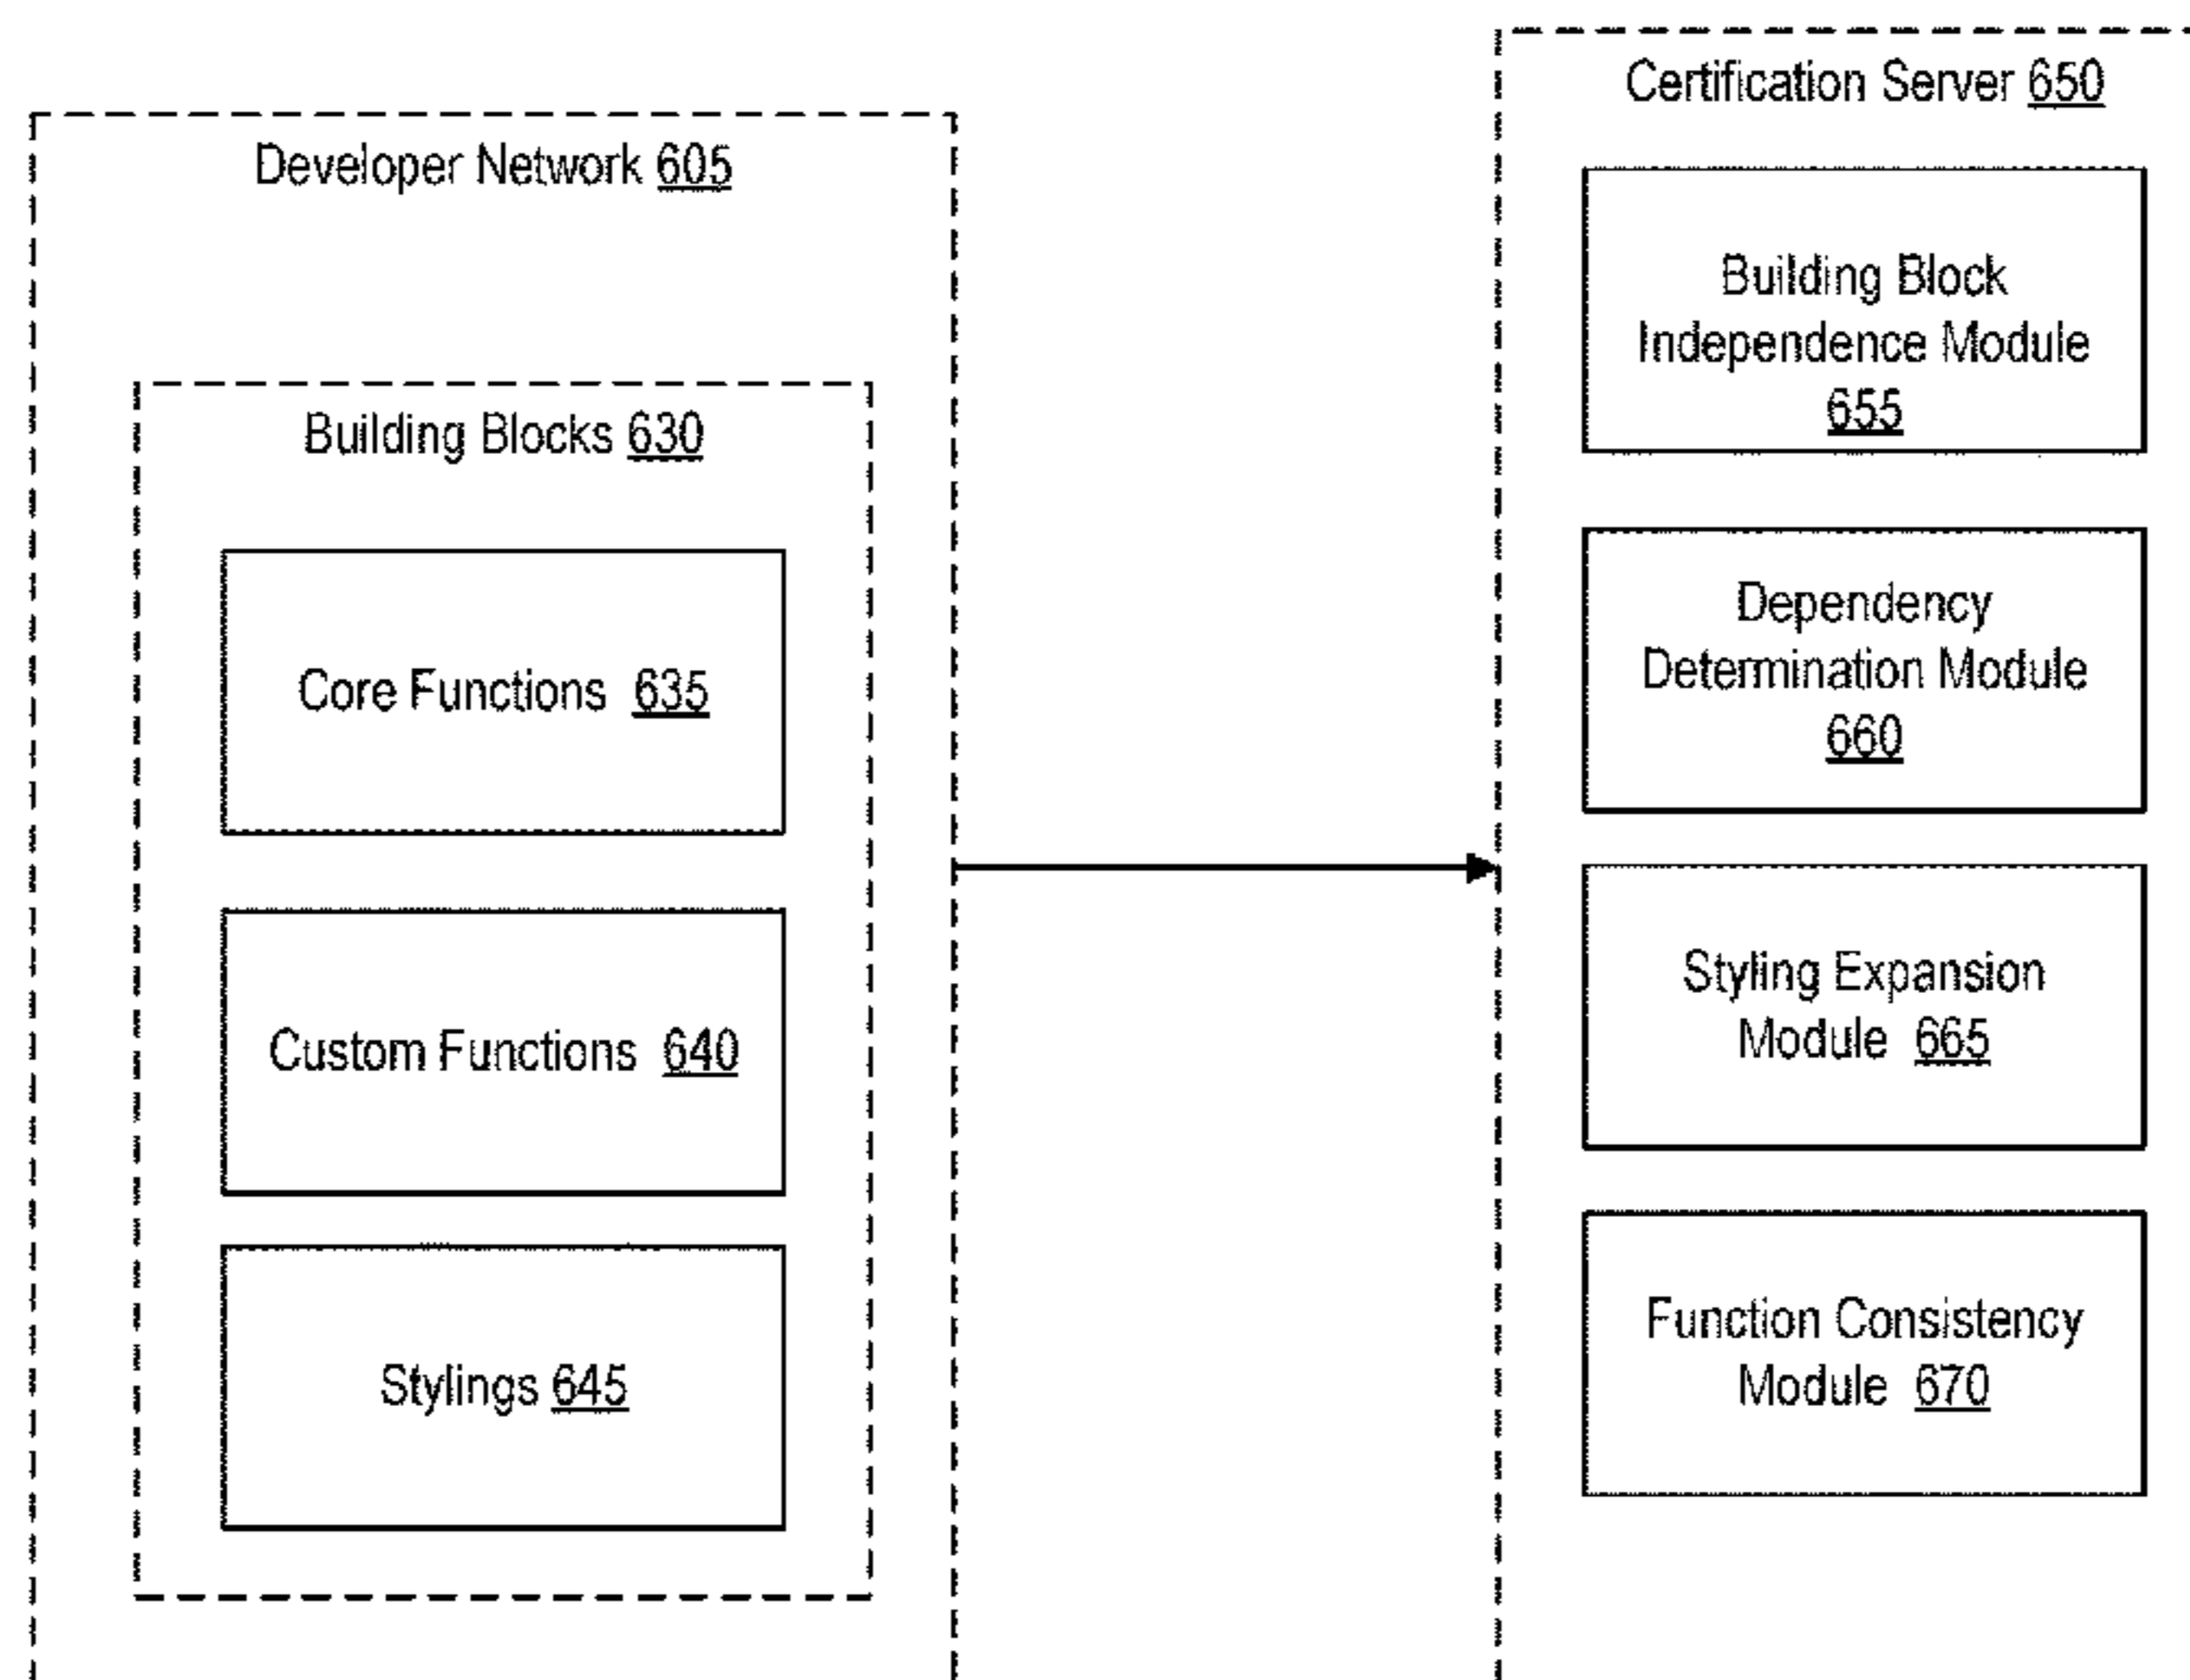 Developer Network 605
Building Blocks 630
Core Functions 635
Custom Functions 640
Stylings 645
Certification Server 650
Building Block
Independence Module
655
Dependency
Determination Module
660
Styling Expansion
Module 665
Function Consistency
Module 670